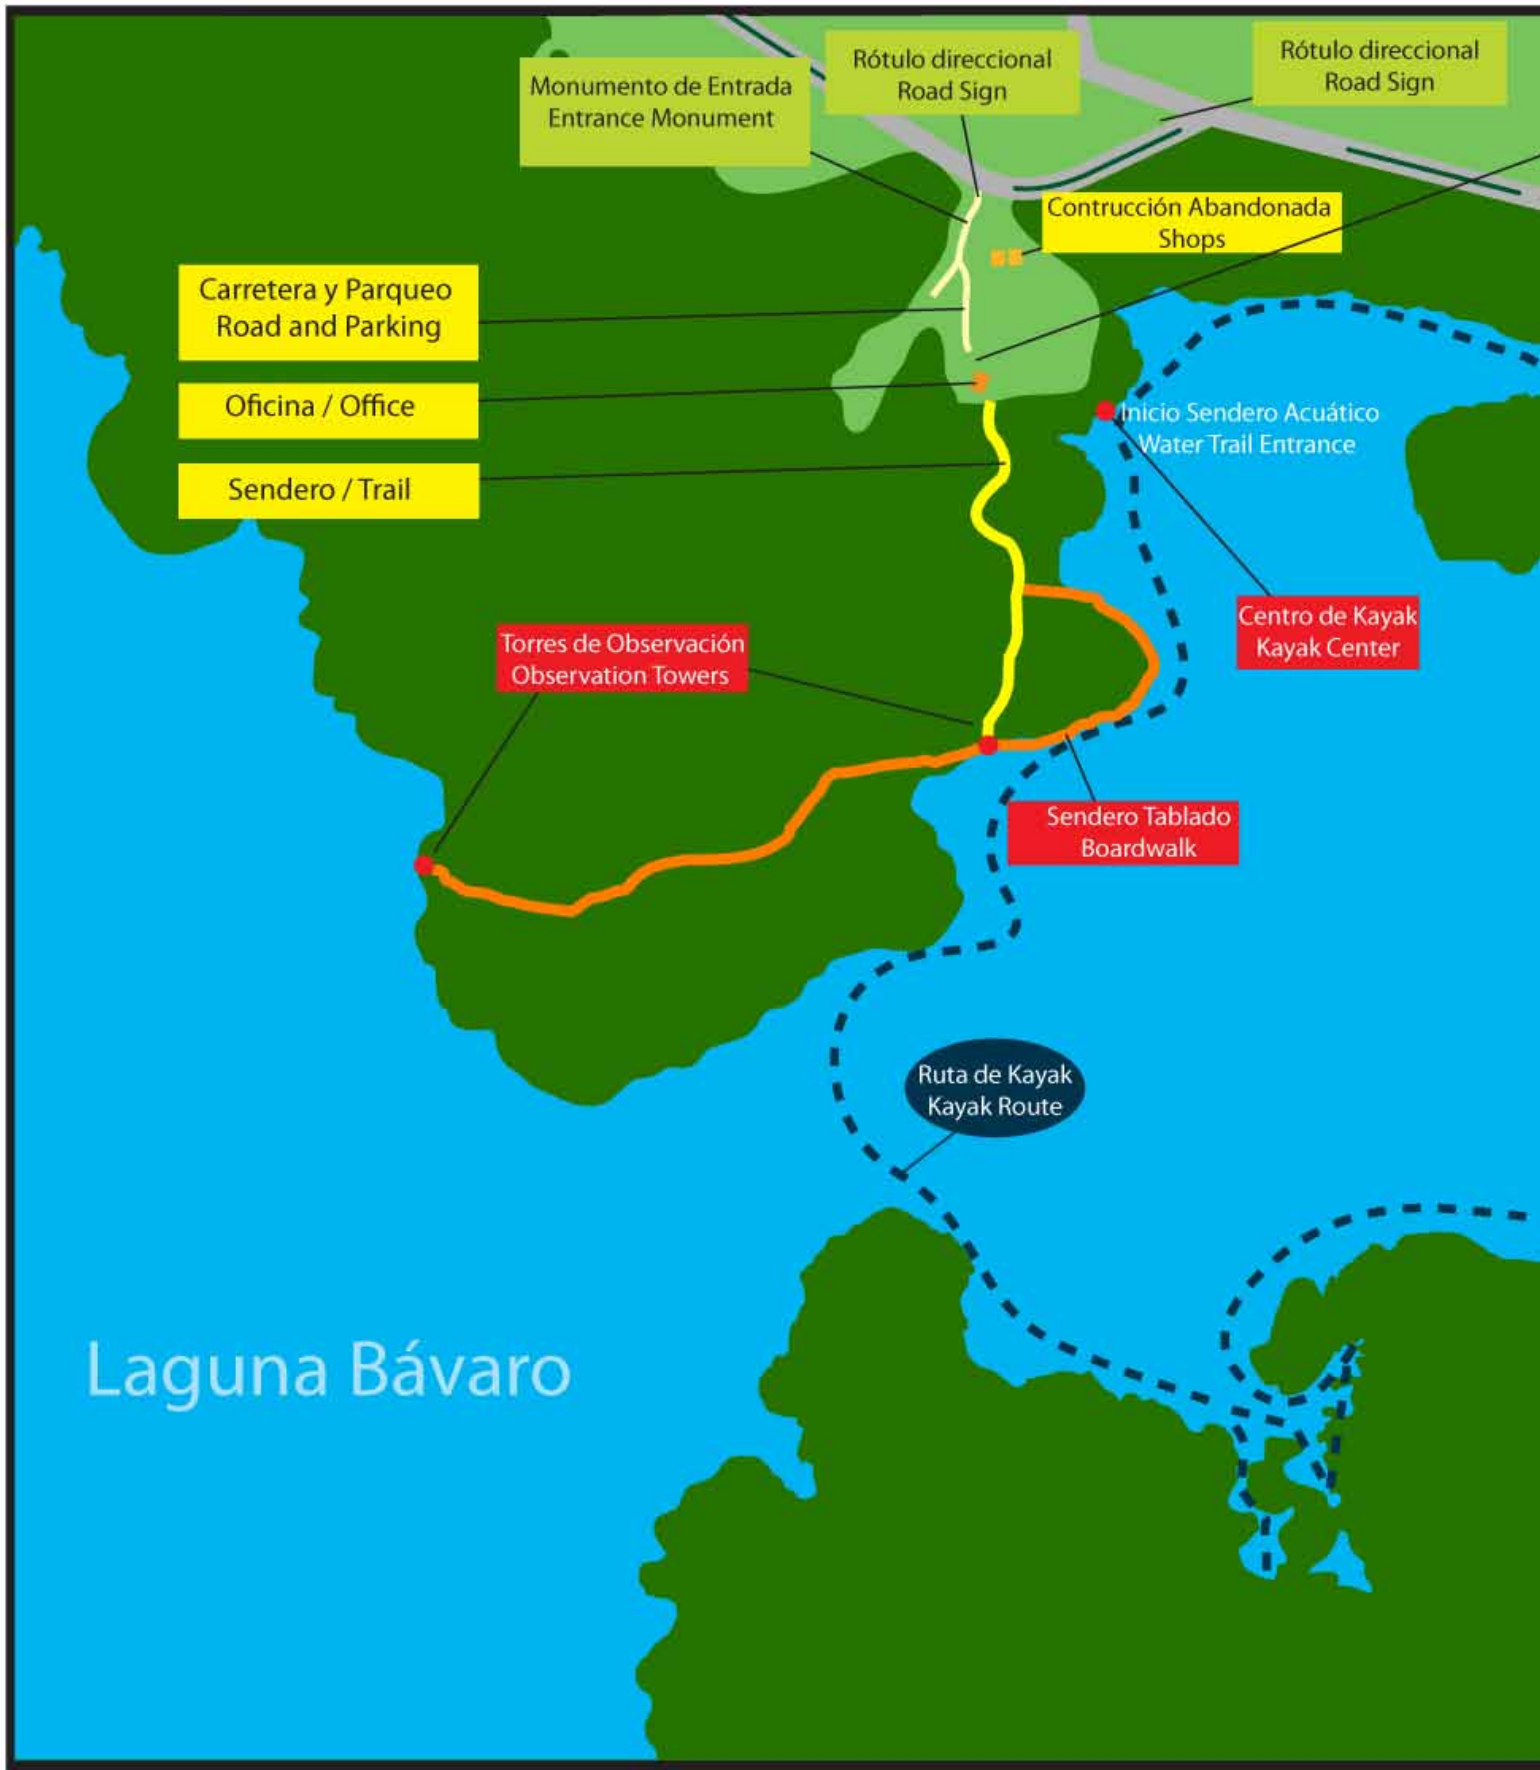 Monumento de Entrada
Entrance Monument
Rótulo direccional
Road Sign
Rótulo direccional
Road Sign
Contrucción Abandonada
Shops
Carretera y Parqueo
Road and Parking
Oficina / Office
Sendero / Trail
Inicio Sendero Acuático
Water Trail Entrance
Centro de Kayak
Kayak Center
Torres de Observación
Observation Towers
Sendero Tablado
Boardwalk
Ruta de Kayak
Kayak Route
Laguna Bávaro